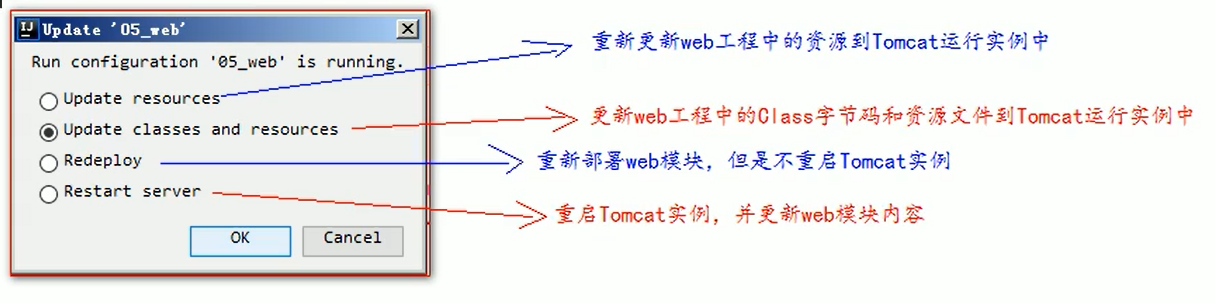 Update '05_web'
Run configuration '05_web' is running.
Update resources
重新更新web工程中的资源到Tomcat运行实例中
Update classes and resources
更新web工程中的Class字节码和资源文件到Tomcat运行实例中
Redeploy
重新部署web模块，但是不重启Tomcat实例
Restart server
重启Tomcat实例，并更新web模块内容
OK
Cancel